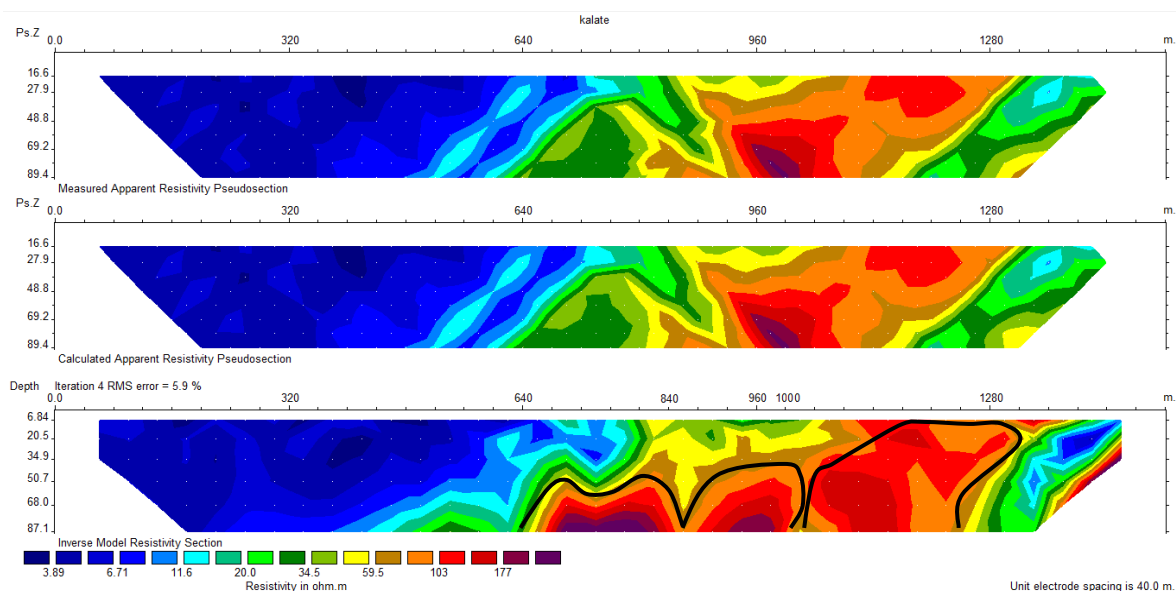 kalate
Ps.Z 0.0 320 640 960 1280 m.
16.6
27.9
48.8
69.2
89.4
Measured Apparent Resistivity Pseudosection
Ps.Z 0.0 320 640 960 1280 m.
16.6
27.9
48.8
69.2
89.4
Calculated Apparent Resistivity Pseudosection
Depth Iteration 4 RMS error = 5.9 %
0.0 320 640 840 960 1000 1280 m.
6.84
20.5
34.9
50.7
68.0
87.1
Inverse Model Resistivity Section
3.89 6.71 11.6 20.0 34.5 59.5 103 177
Resistivity in ohm.m
Unit electrode spacing is 40.0 m.